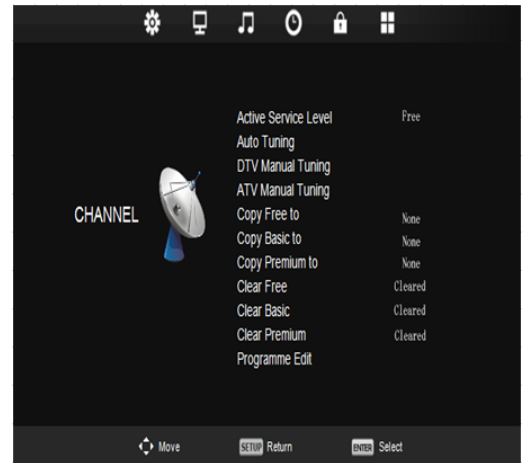 Active Service Level Free
Auto Tuning
DTV Manual Tuning
ATV Manual Tuning
CHANNEL
Copy Free to None
Copy Basic to None
Copy Premium to None
Clear Free Cleared
Clear Basic Cleared
Clear Premium Cleared
Programme Edit
Move SETUP Return ENTER Select